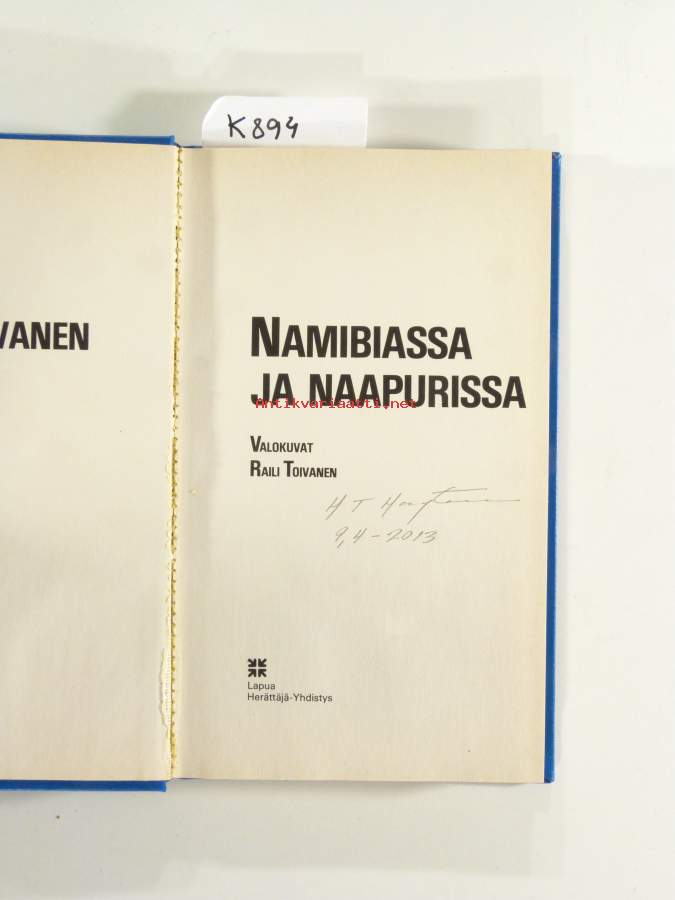 K894
VANEN
NAMIBIASSA
JA NAAPURISSA
Antikvariaatti.net
VALOKUVAT
RAILI TOIVANEN
H T
9,4-2013
Lapua
Herättäjä-Yhdistys